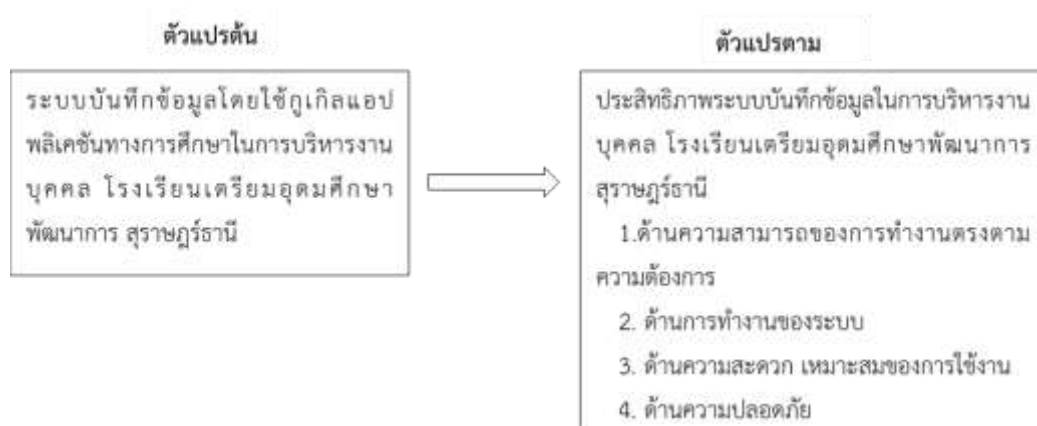 ตัวแปรต้น
ระบบบันทึกข้อมูลโดยใช้กูเกิลแอป
พลิเคชันทางการศึกษาในการบริหารงาน
บุคคล โรงเรียนเตรียมอุดมศึกษา
พัฒนาการ สุราษฎร์ธานี
ตัวแปรตาม
ประสิทธิภาพระบบบันทึกข้อมูลในการบริหารงาน
บุคคล โรงเรียนเตรียมอุดมศึกษาพัฒนาการ
สุราษฎร์ธานี
1.ด้านความสามารถของการทำงานตรงตาม
ความต้องการ
2. ด้านการทำงานของระบบ
3. ด้านความสะดวก เหมาะสมของการใช้งาน
4. ด้านความปลอดภัย